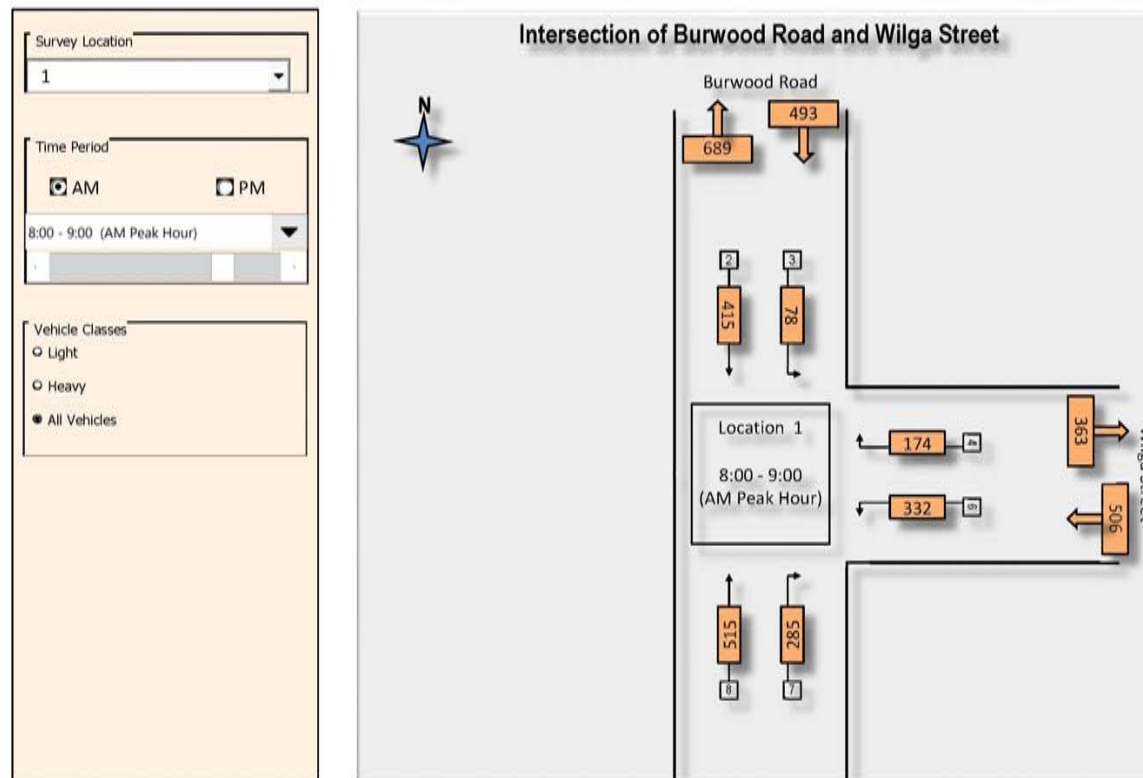 Survey Location
1
Time Period
AM
PM
8:00 - 9:00 (AM Peak Hour)
Vehicle Classes
Light
Heavy
All Vehicles
Intersection of Burwood Road and Wilga Street
Burwood Road
N
689
493
2
3
415
78
Location 1
8:00 - 9:00
(AM Peak Hour)
174
4
332
6
363
506
515
285
8
7